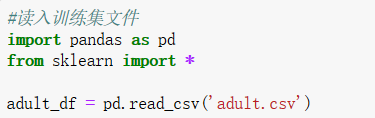 #读入训练集文件
import pandas as pd
from sklearn import *
adult_df = pd.read_csv('adult.csv')